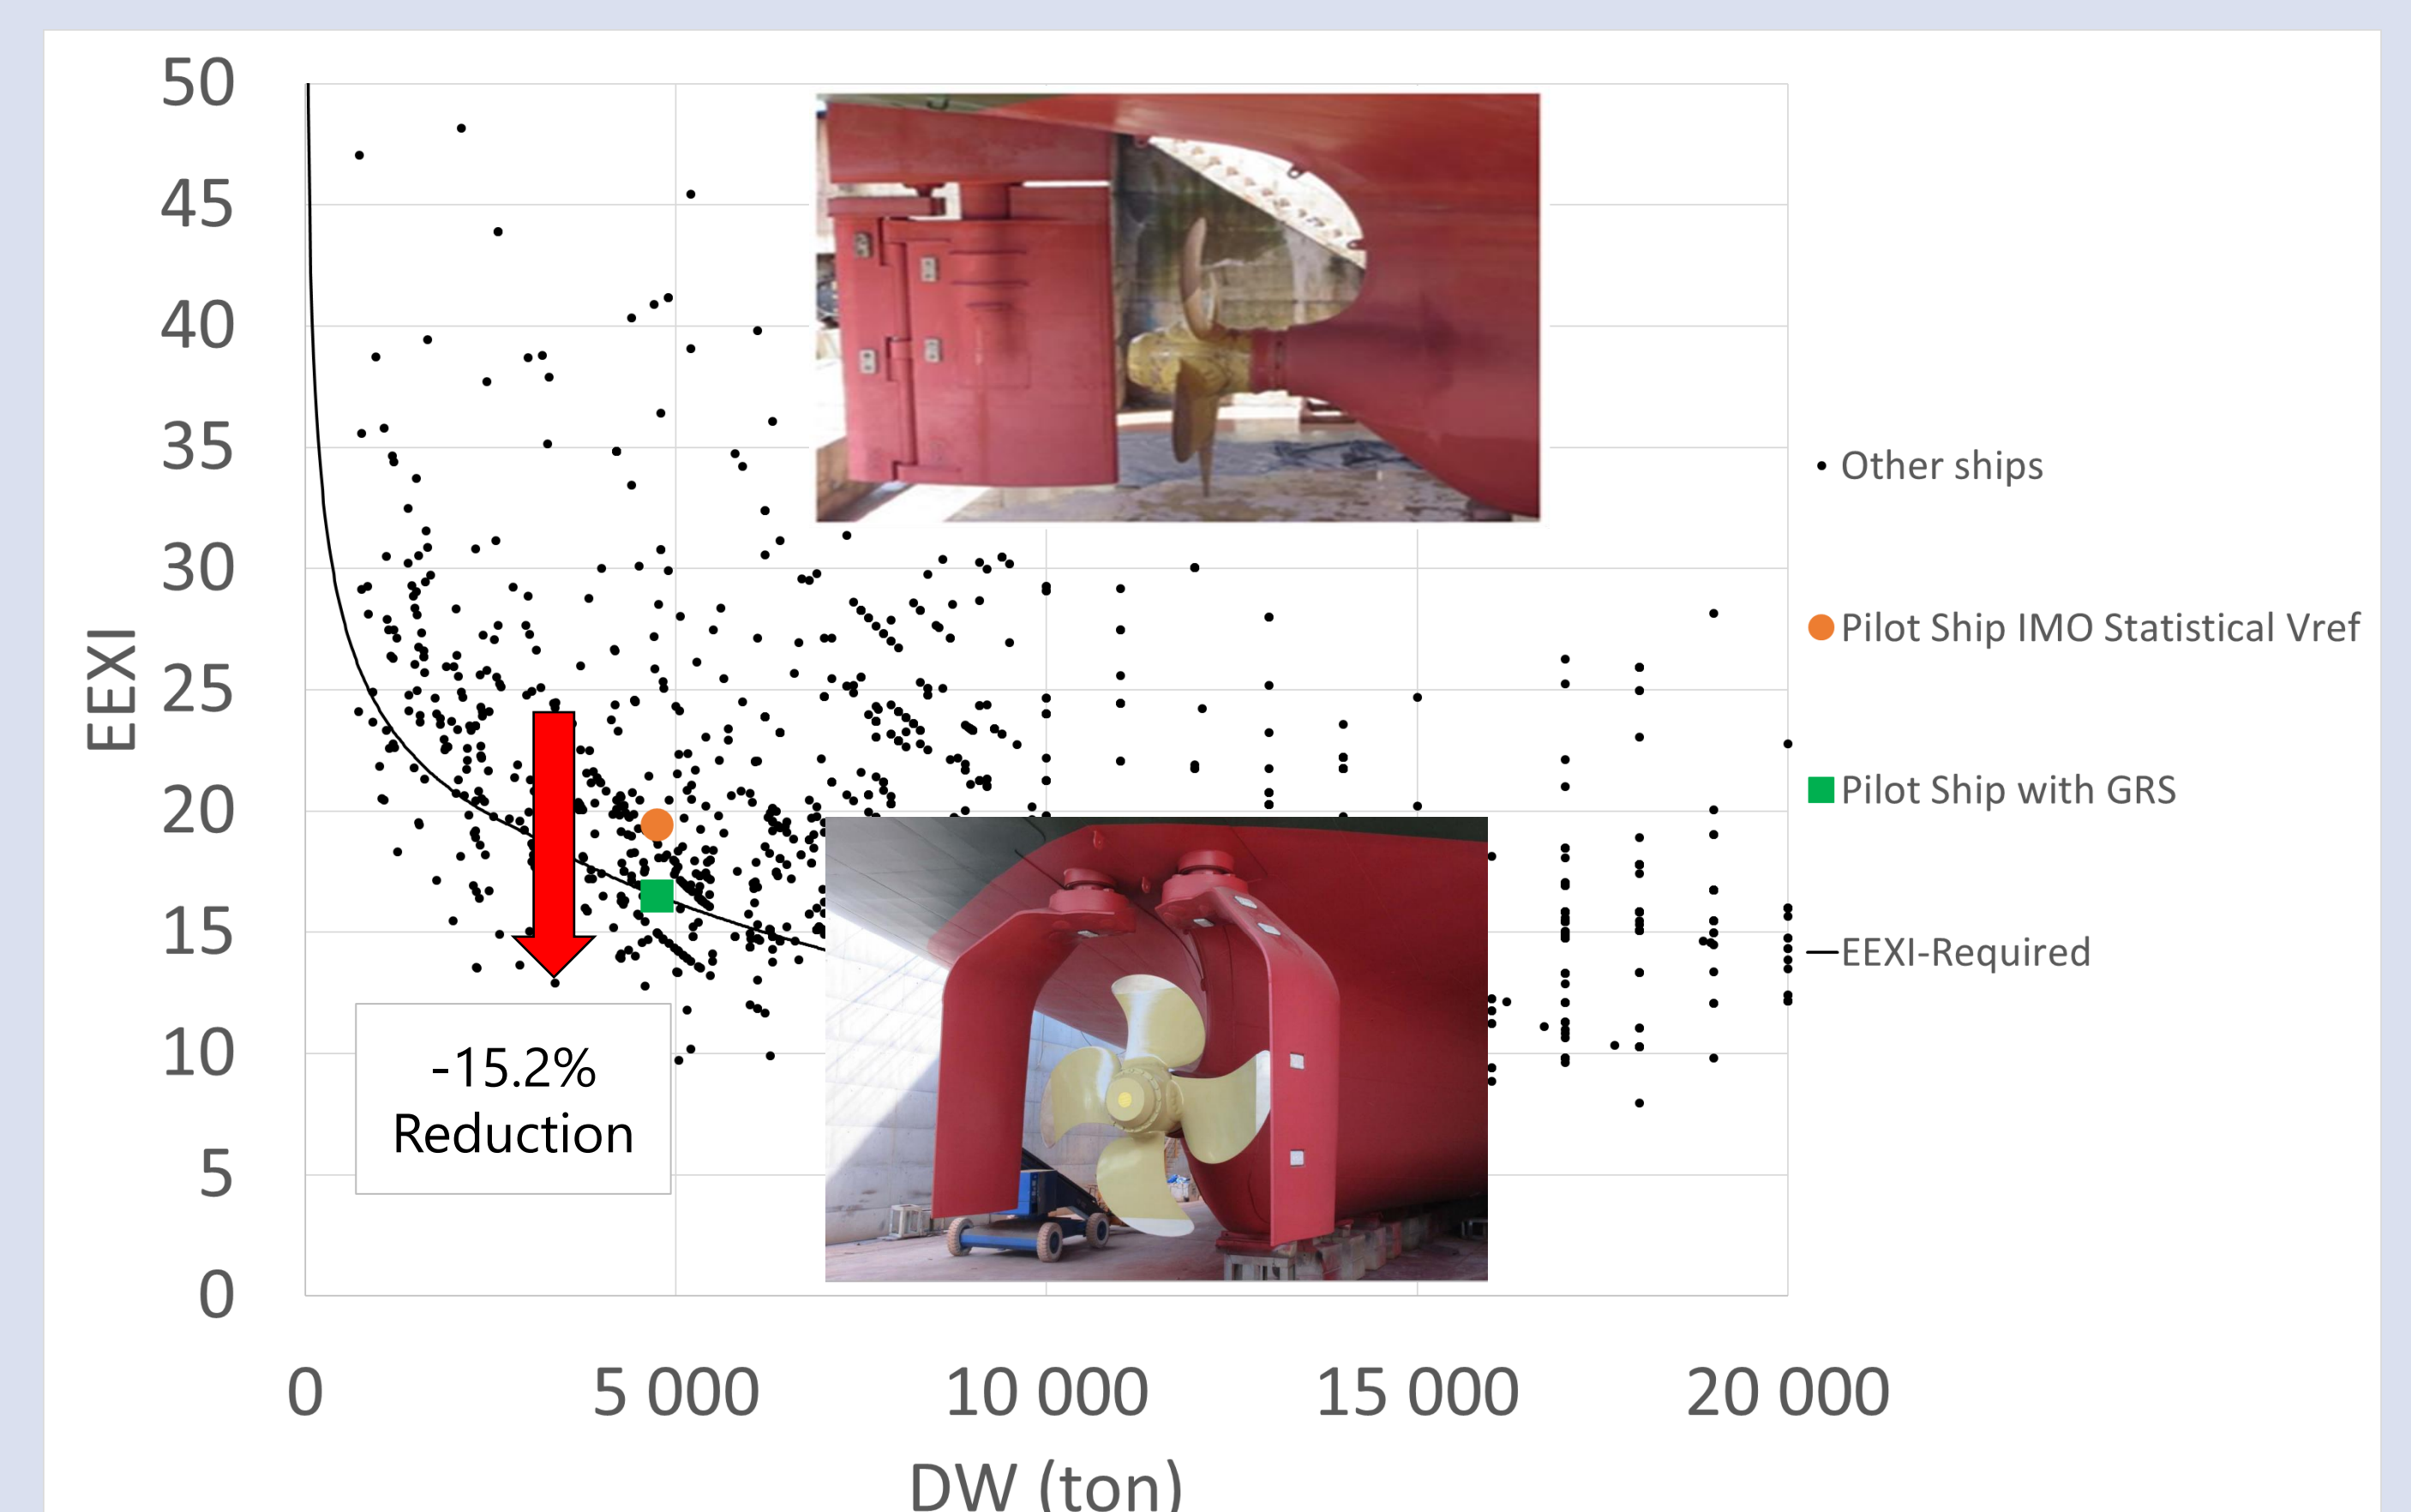 50
45
40
35
30
25
20
15
10
5
0
EEXI
0
5 000
10 000
15 000
20 000
DW (ton)
-15.2%
Reduction
Other ships
Pilot Ship IMO Statistical Vref
Pilot Ship with GRS
EEXI-Required